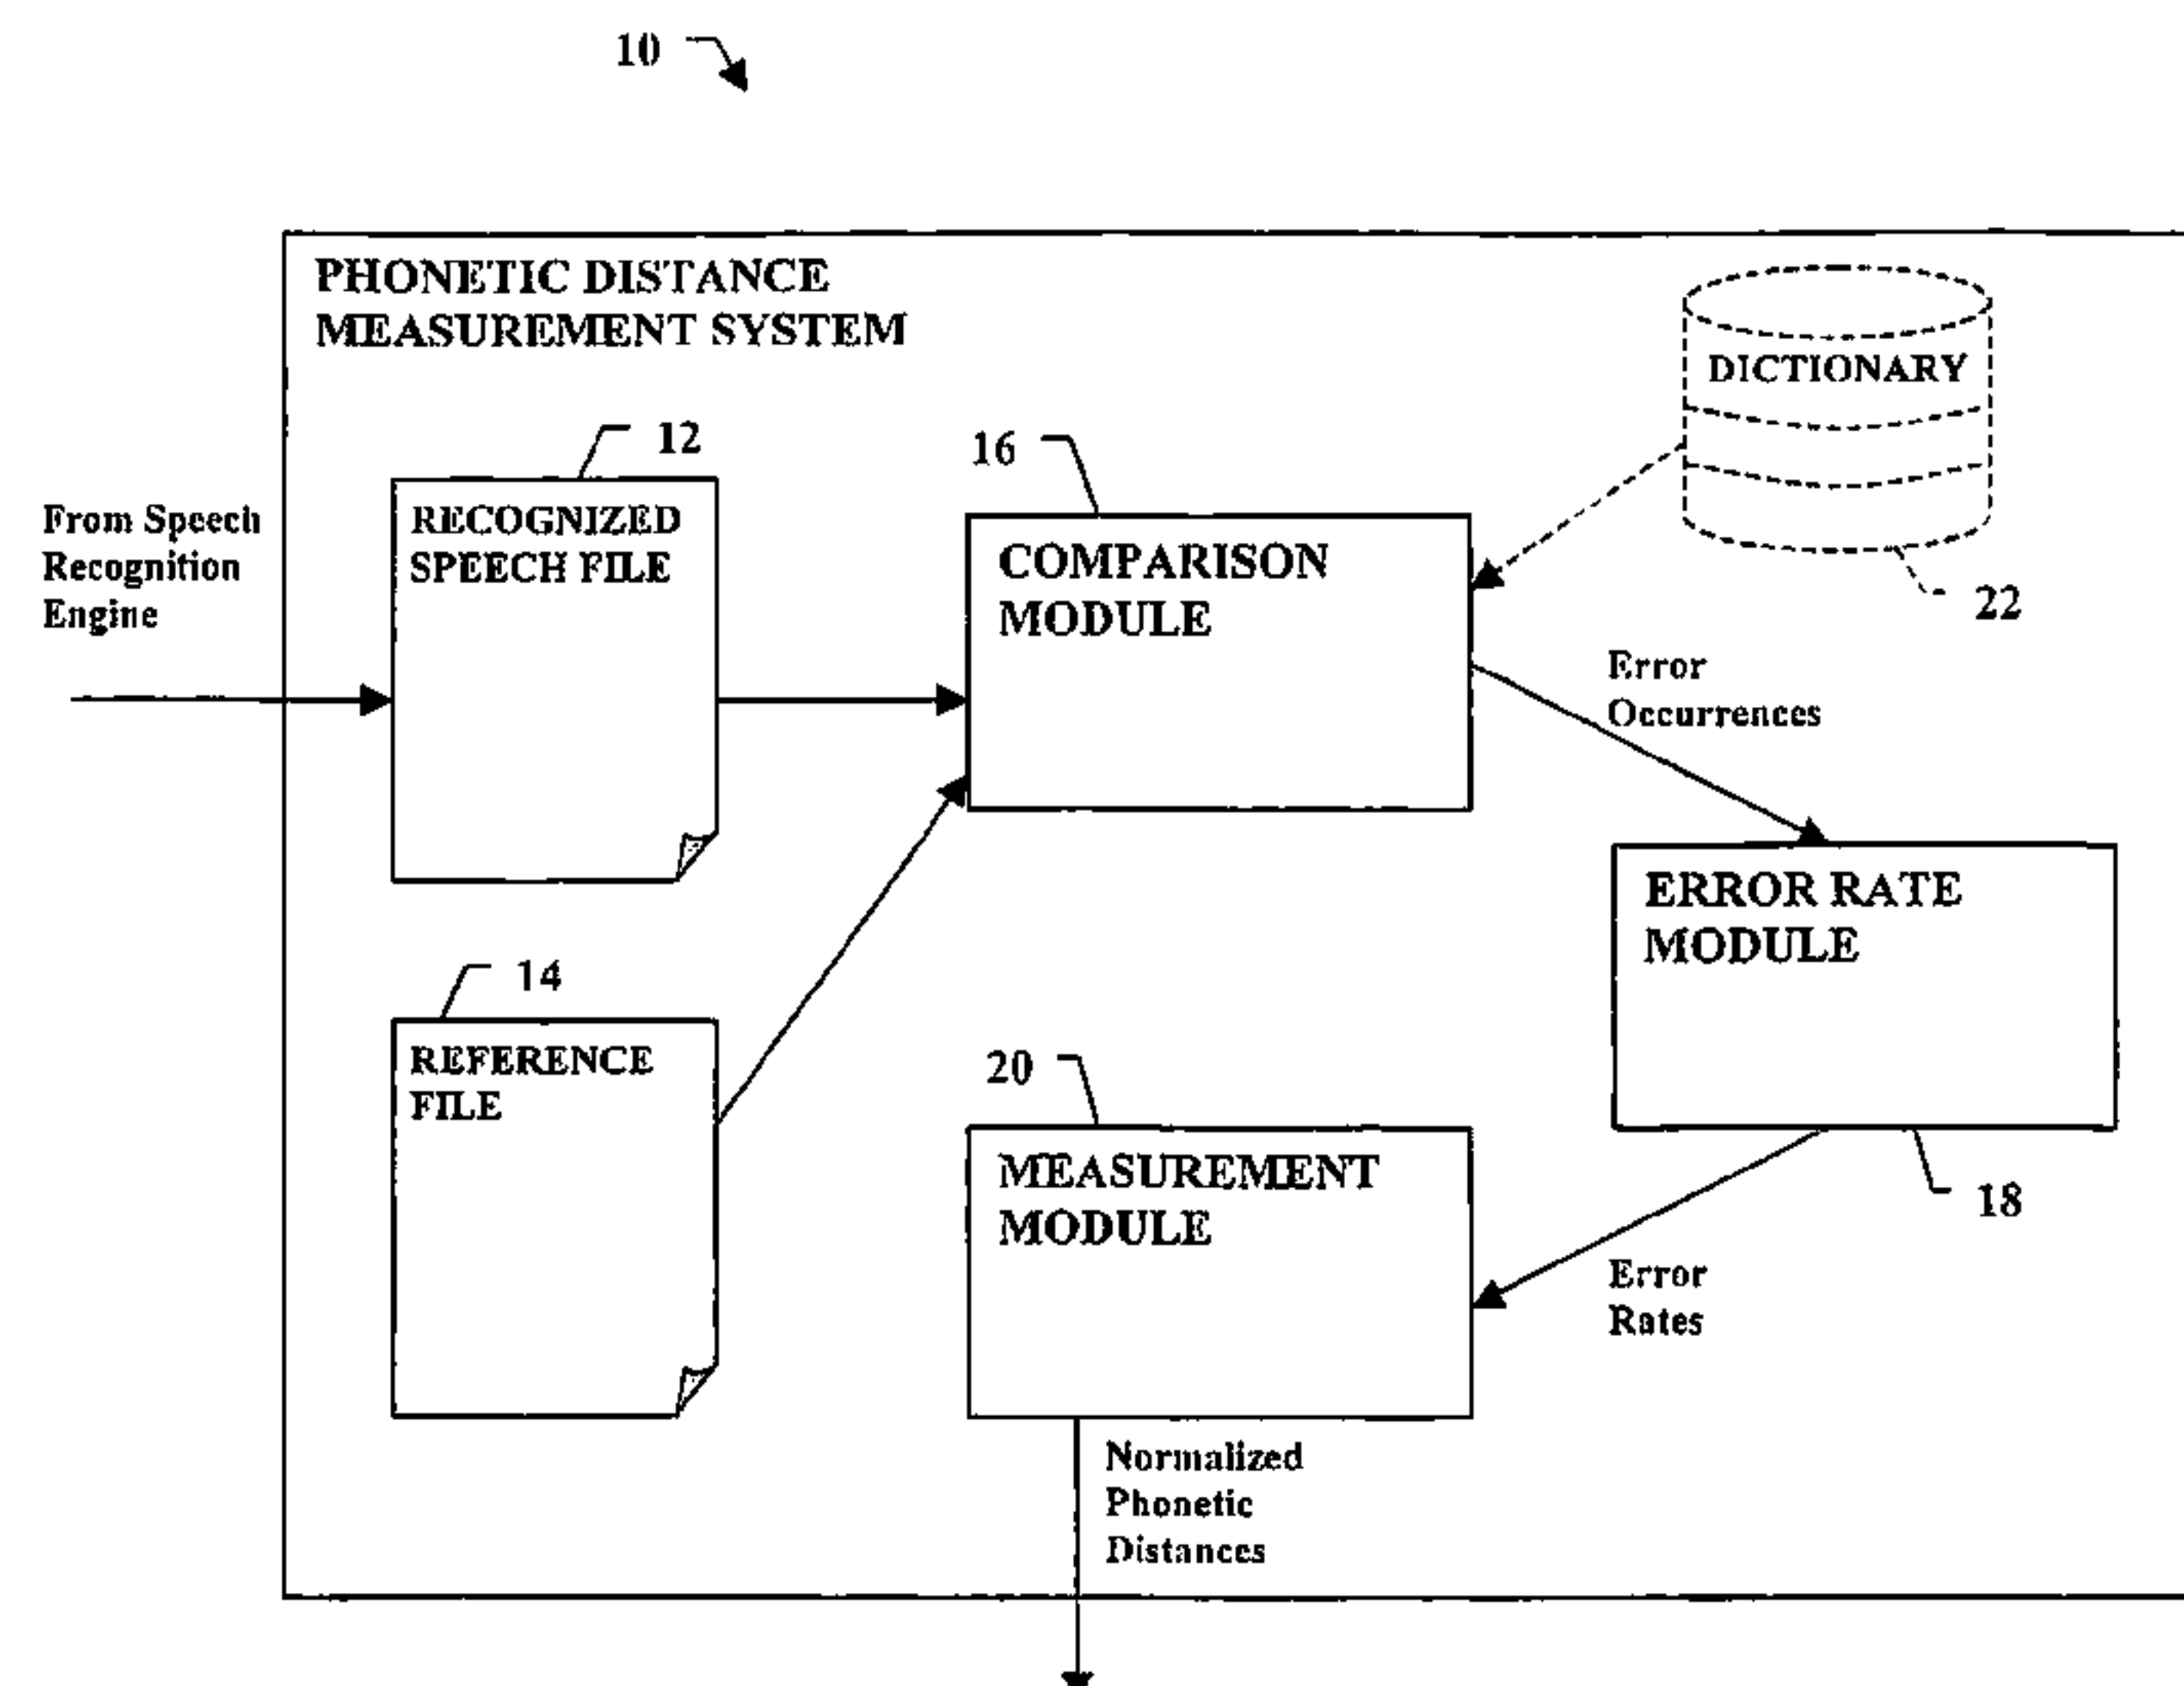 10
PHONETIC DISTANCE
MEASUREMENT SYSTEM
DICTIONARY
12
16
From Speech
Recognition
Engine
RECOGNIZED
SPEECH FILE
COMPARISON
MODULE
22
Error
Occurrences
ERROR RATE
MODULE
14
REFERENCE
FILE
20
MEASUREMENT
MODULE
18
Error
Rates
Normalized
Phonetic
Distances